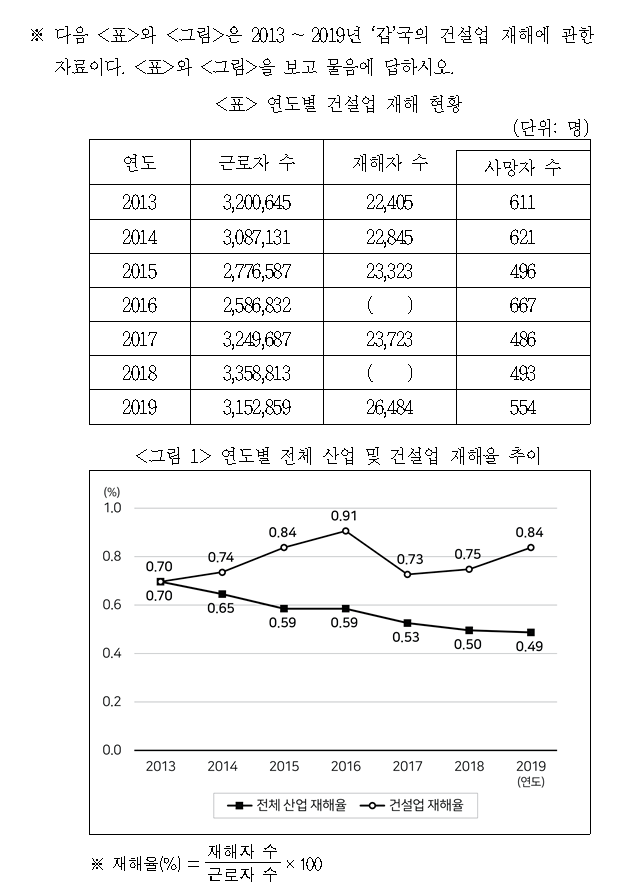 ※ 다음 <표>와 <그림>은 2013 ~ 2019년 ‘갑’국의 건설업 재해에 관한
자료이다. <표>와 <그림>을 보고 물음에 답하시오.
<표> 연도별 건설업 재해 현황
(단위: 명)
연도 근로자 수 재해자 수 사망자 수
2013 3,200,645 22,405 611
2014 3,087,131 22,845 621
2015 2,776,587 23,323 496
2016 2,586,832 ( ) 667
2017 3,249,687 23,723 486
2018 3,358,813 ( ) 493
2019 3,152,859 26,484 554
<그림 1> 연도별 전체 산업 및 건설업 재해율 추이
(%)
1.0
0.8
0.6
0.4
0.2
0.0
0.70 0.74 0.84 0.91 0.73 0.75 0.84
0.70 0.65 0.59 0.59 0.53 0.50 0.49
2013 2014 2015 2016 2017 2018 2019
(연도)
전체 산업 재해율 건설업 재해율
※ 재해율(%) = 재해자 수 / 근로자 수 × 100